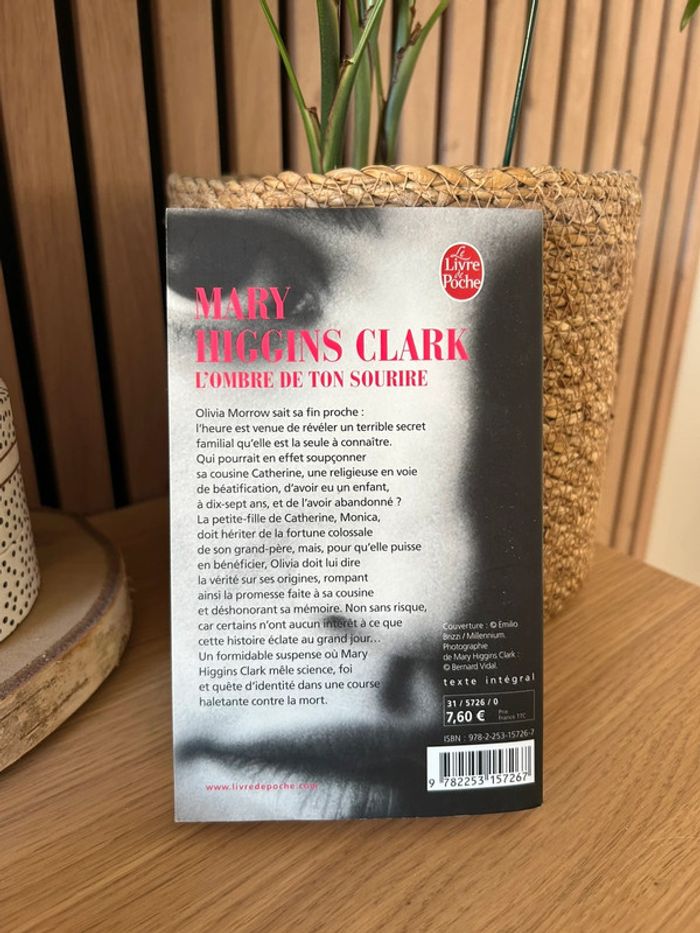 Le
Livre
de
Poche
MARY
HIGGINS CLARK
L'OMBRE DE TON SOURIRE
Olivia Morrow sait sa fin proche :
l'heure est venue de révéler un terrible secret
familial qu'elle est la seule à connaître.
Qui pourrait en effet soupçonner
sa cousine Catherine, une religieuse en voie
de béatification, d'avoir eu un enfant,
à dix-sept ans, et de l'avoir abandonné ?
La petite-fille de Catherine, Monica,
doit hériter de la fortune colossale
de son grand-père, mais, pour qu'elle puisse
en bénéficier, Olivia doit lui dire
la vérité sur ses origines, rompant
ainsi la promesse faite à sa cousine
et déshonorant sa mémoire. Non sans risque,
car certains n'ont aucun intérêt à ce que
cette histoire éclate au grand jour...
Un formidable suspense où Mary
Higgins Clark mêle science, foi
et quête d'identité dans une course
haletante contre la mort.
www.livredepoche.com
Couverture : © Emilio
Brizzi / Millennium.
Photographie
de Mary Higgins Clark :
© Bernard Vidal.
texte intégral
31 / 5726 / 0
7,60 € Prix
France TTC
ISBN : 978-2-253-15726-7
9 782253 157267